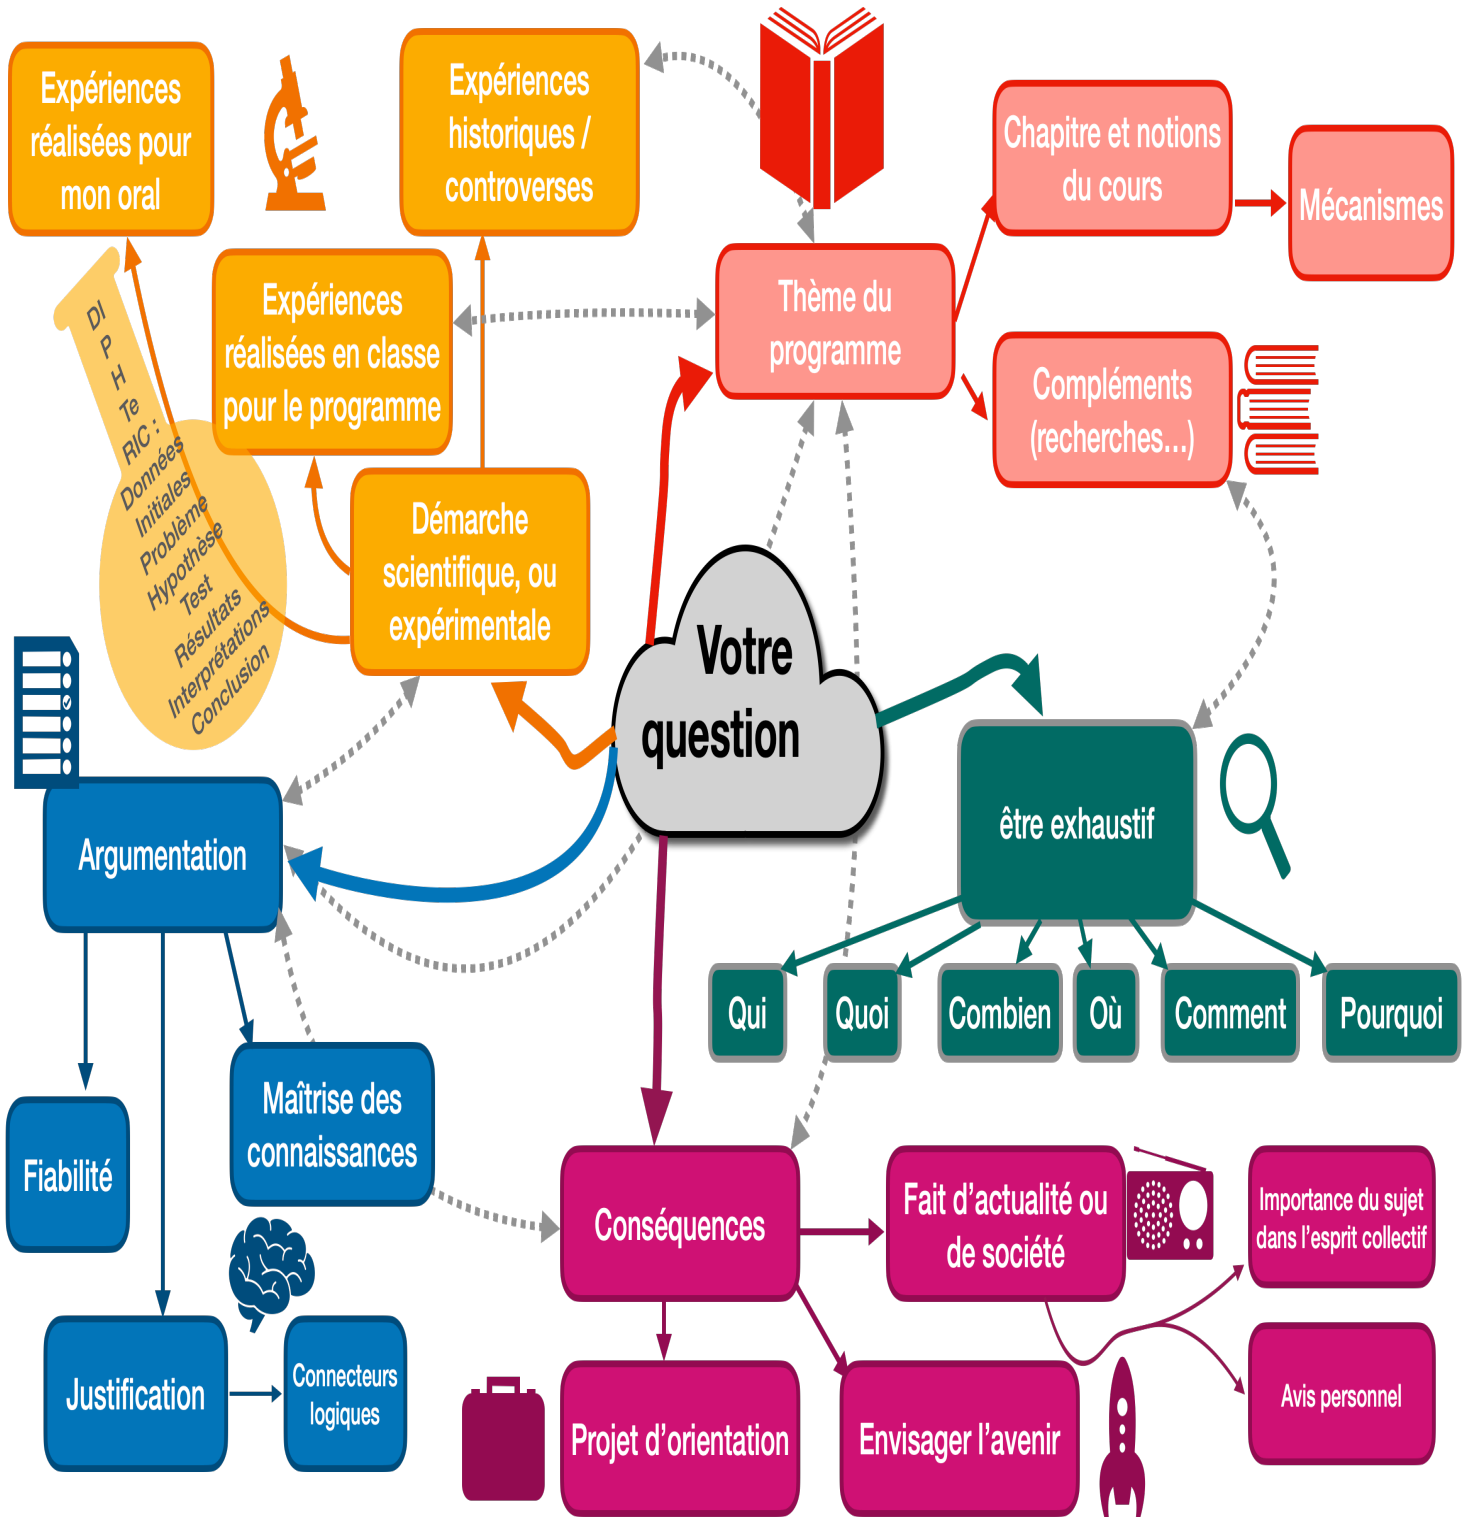 Expériences
réalisées pour
mon oral
Expériences
historiques /
controverses
Chapitre et notions
du cours
Mécanismes
Expériences
réalisées en classe
pour le programme
Thème du
programme
Compléments
(recherches...)
DI
P
H
Te
RIC :
Données
Initiales
Problème
Hypothèse
Test
Résultats
Interprétations
Conclusion
Démarche
scientifique, ou
expérimentale
Votre
question
être exhaustif
Argumentation
Qui
Quoi
Combien
Où
Comment
Pourquoi
Maîtrise des
connaissances
Fiabilité
Conséquences
Fait d’actualité ou
de société
Importance du sujet
dans l’esprit collectif
Justification
Connecteurs
logiques
Projet d’orientation
Envisager l’avenir
Avis personnel